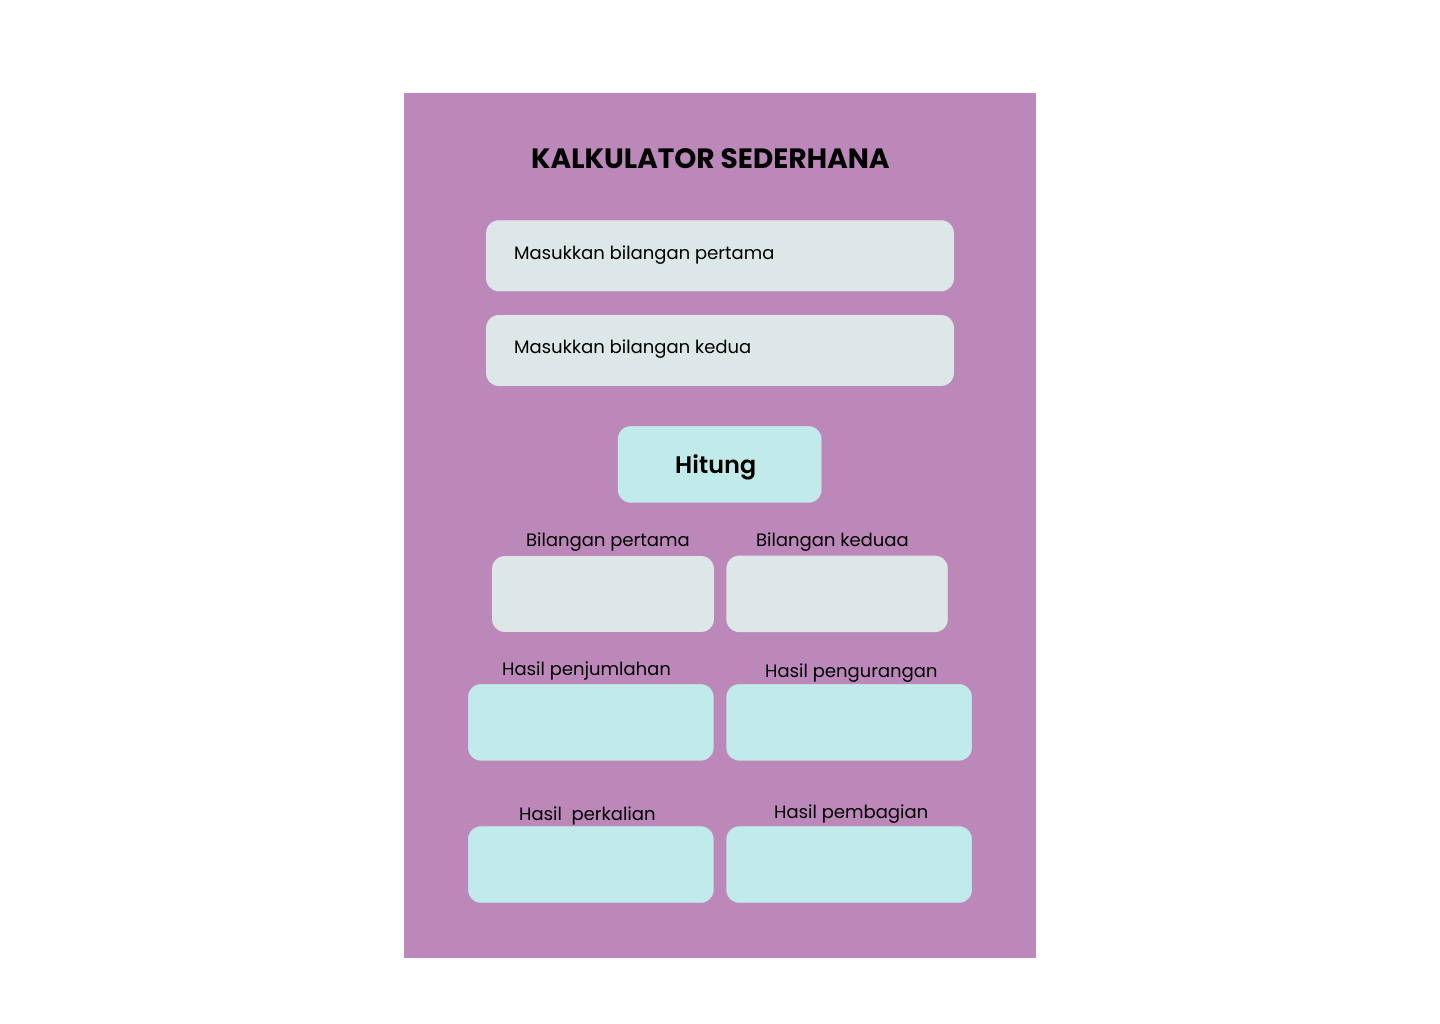 KALKULATOR SEDERHANA
Masukkan bilangan pertama
Masukkan bilangan kedua
Hitung
Bilangan pertama
Bilangan keduaa
Hasil penjumlahan
Hasil pengurangan
Hasil  perkalian
Hasil pembagian